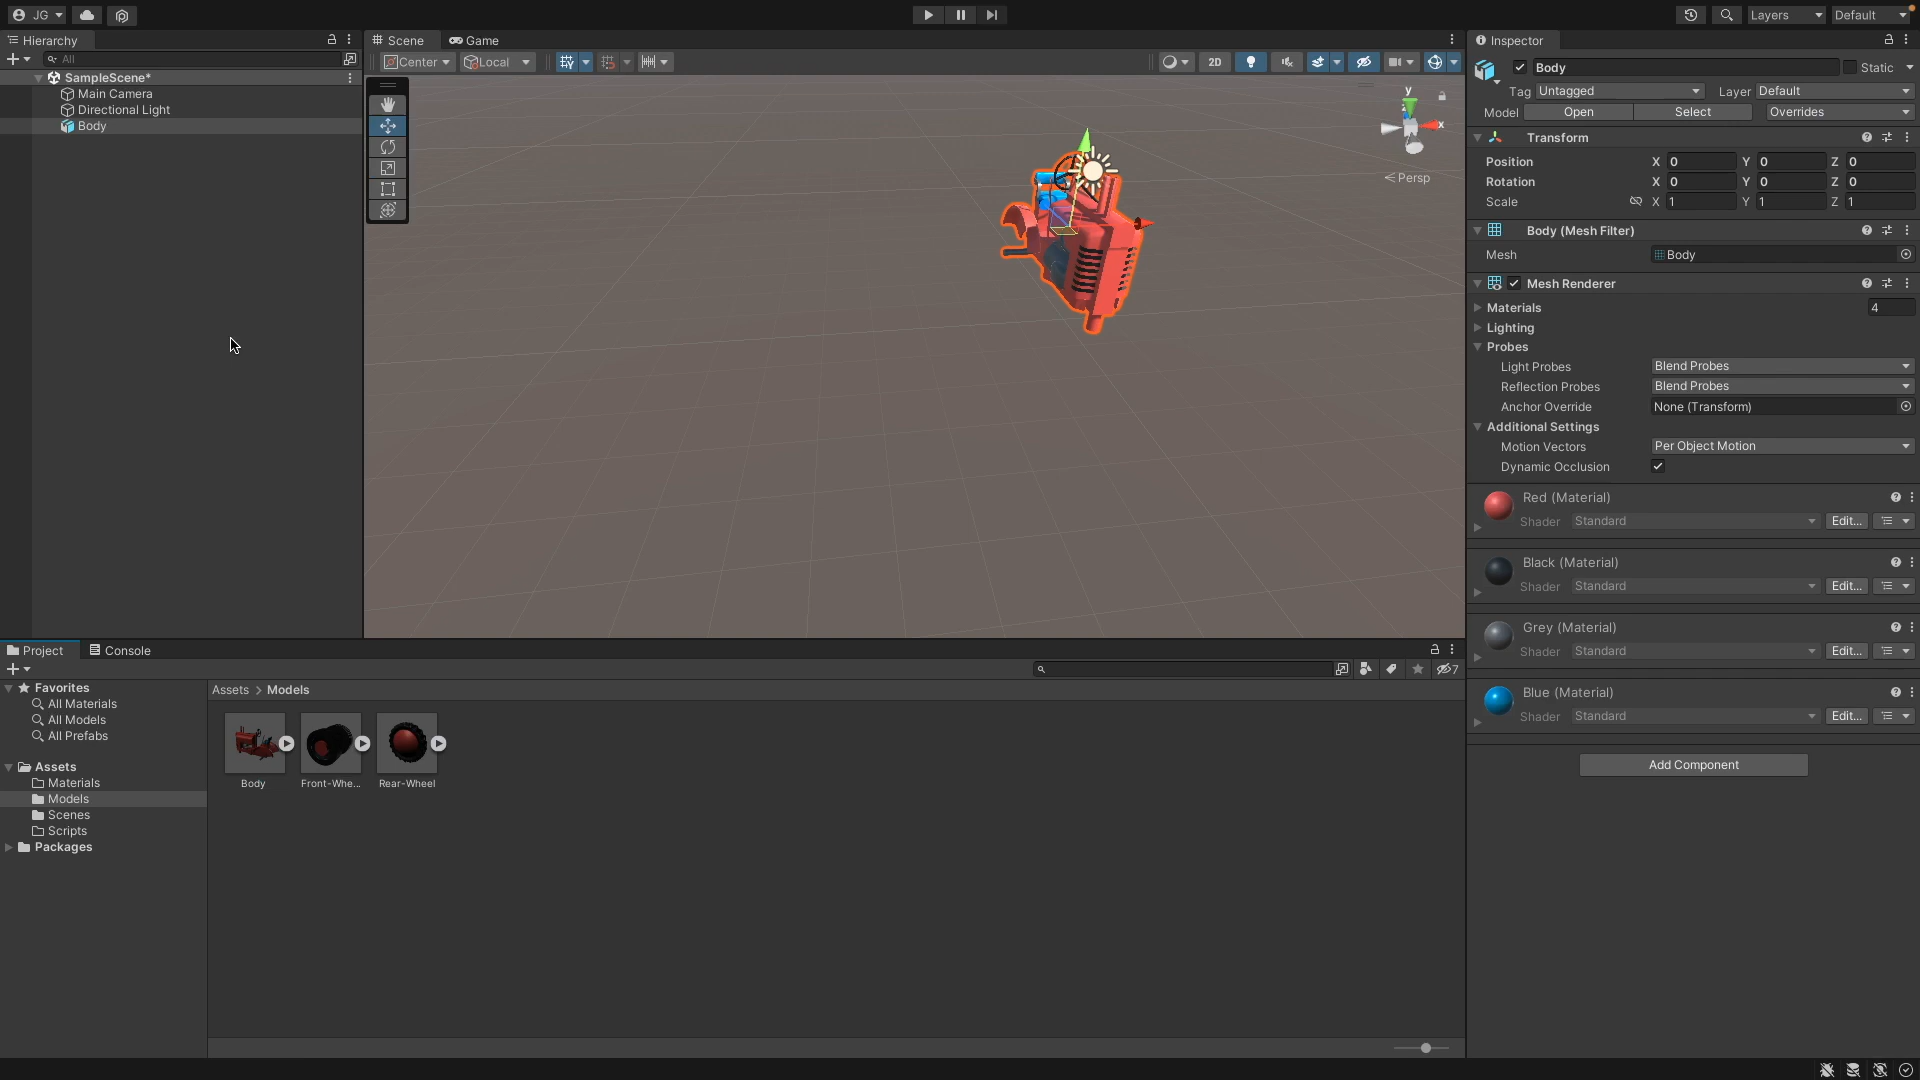 JG
Layers
Default
Hierarchy
All
SampleScene*
Main Camera
Directional Light
Body
Scene
Game
Center
Local
2D
y
x
Persp
Inspector
Body
Static
Tag Untagged Layer Default
Model Open Select Overrides
Transform
Position X 0 Y 0 Z 0
Rotation X 0 Y 0 Z 0
Scale X 1 Y 1 Z 1
Body (Mesh Filter)
Mesh Body
Mesh Renderer
Materials 4
Lighting
Probes
Light Probes Blend Probes
Reflection Probes Blend Probes
Anchor Override None (Transform)
Additional Settings
Motion Vectors Per Object Motion
Dynamic Occlusion
Red (Material)
Shader Standard Edit...
Black (Material)
Shader Standard Edit...
Grey (Material)
Shader Standard Edit...
Blue (Material)
Shader Standard Edit...
Add Component
Project
Console
7
Favorites
All Materials
All Models
All Prefabs
Assets
Materials
Models
Scenes
Scripts
Packages
Assets > Models
Body
Front-Whe...
Rear-Wheel